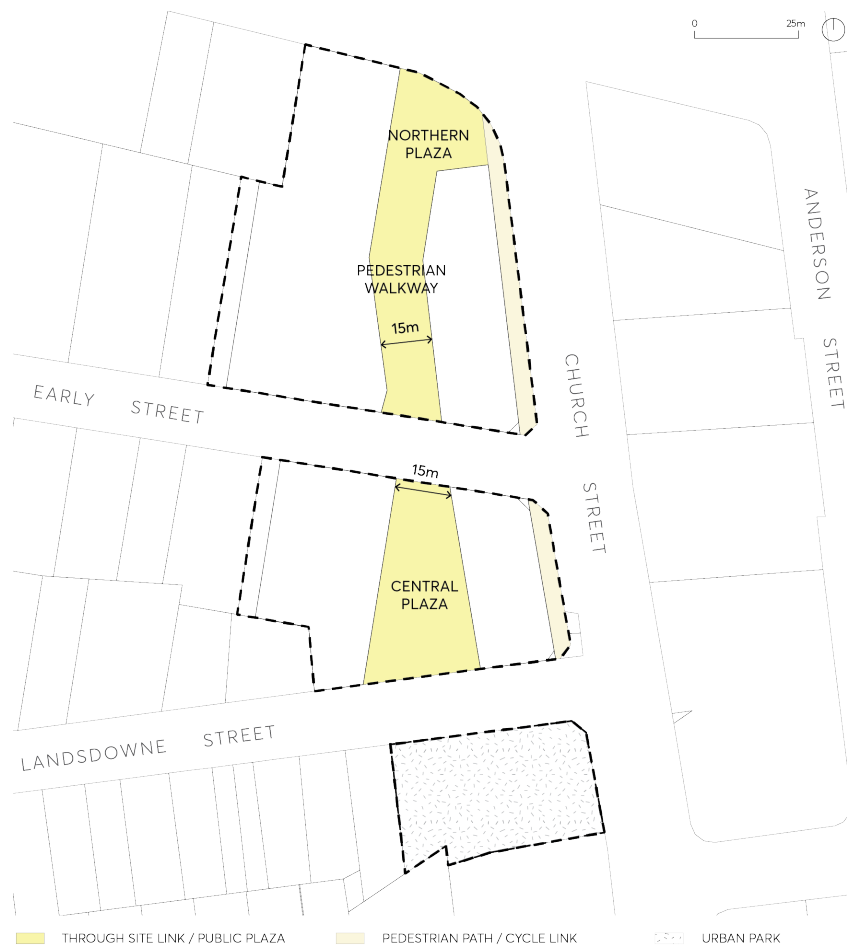 0 25m
NORTHERN
PLAZA
ANDERSON STREET
PEDESTRIAN
WALKWAY
15m
CHURCH STREET
EARLY STREET
15m
CENTRAL
PLAZA
LANDSDOWNE STREET
THROUGH SITE LINK / PUBLIC PLAZA
PEDESTRIAN PATH / CYCLE LINK
URBAN PARK